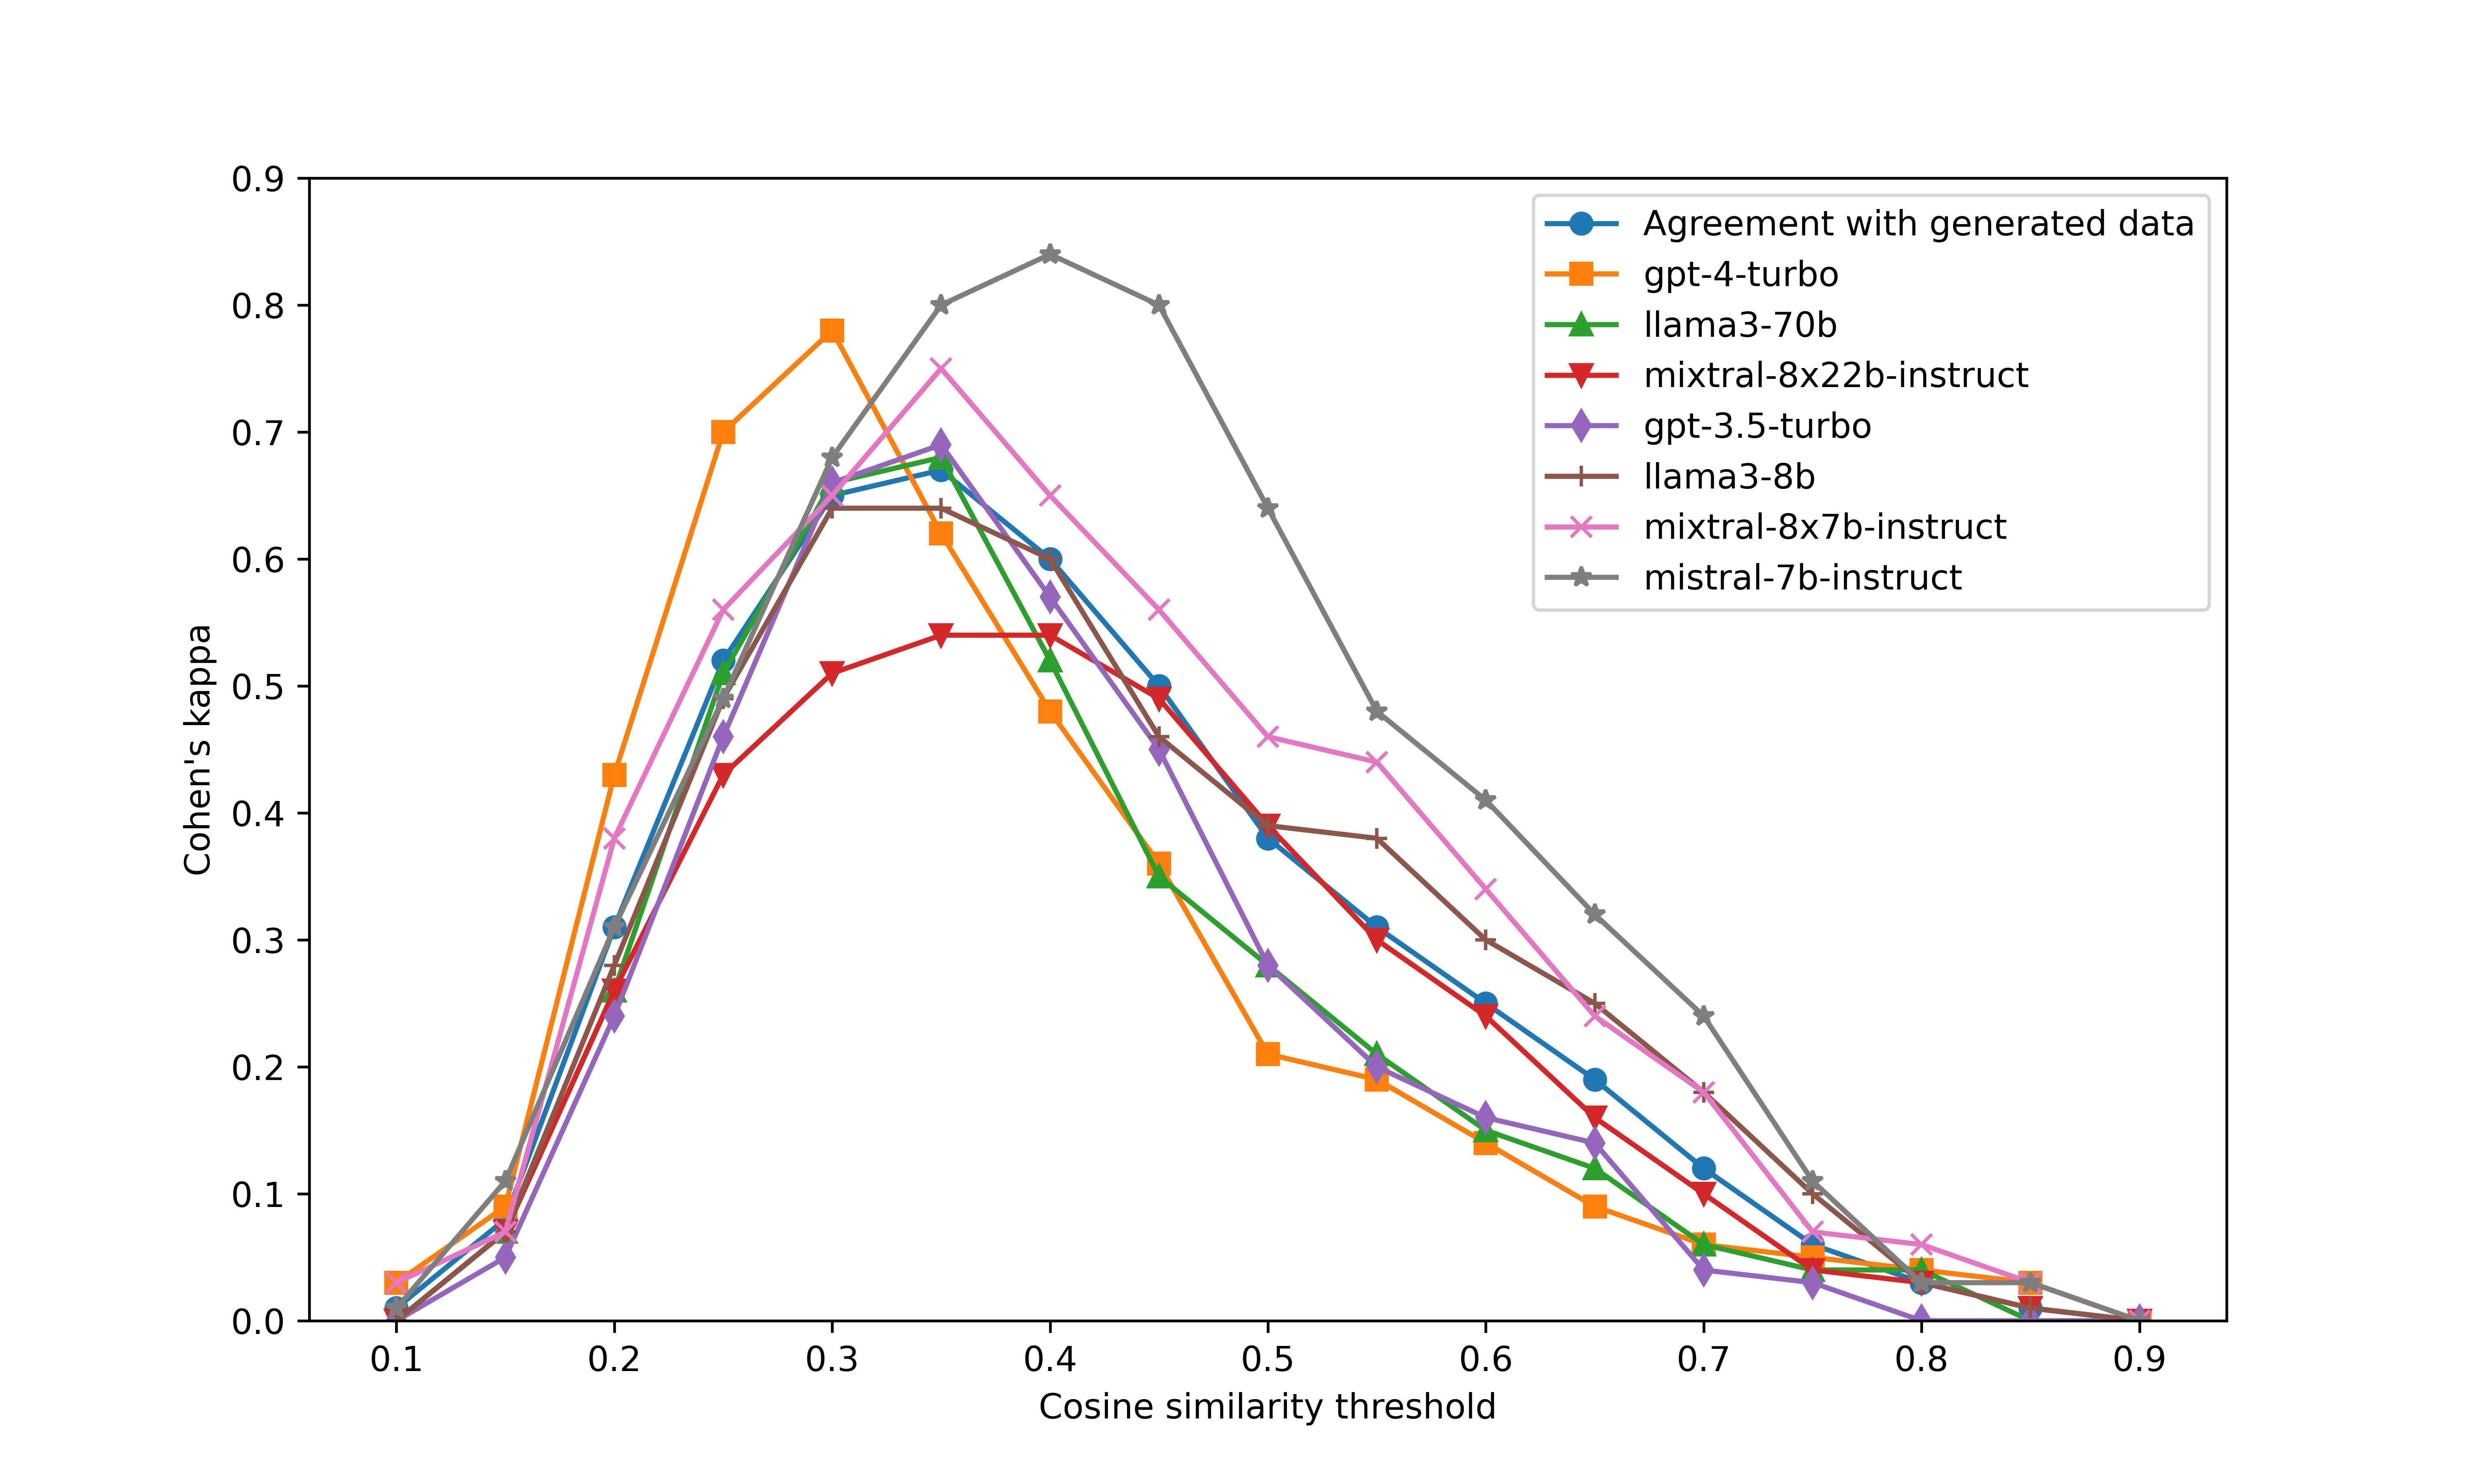 0.9
0.8
0.7
0.6
0.5
0.4
0.3
0.2
0.1
0.0
Cohen's kappa
Agreement with generated data
gpt-4-turbo
llama3-70b
mixtral-8x22b-instruct
gpt-3.5-turbo
llama3-8b
mixtral-8x7b-instruct
mistral-7b-instruct
0.1 0.2 0.3 0.4 0.5 0.6 0.7 0.8 0.9
Cosine similarity threshold